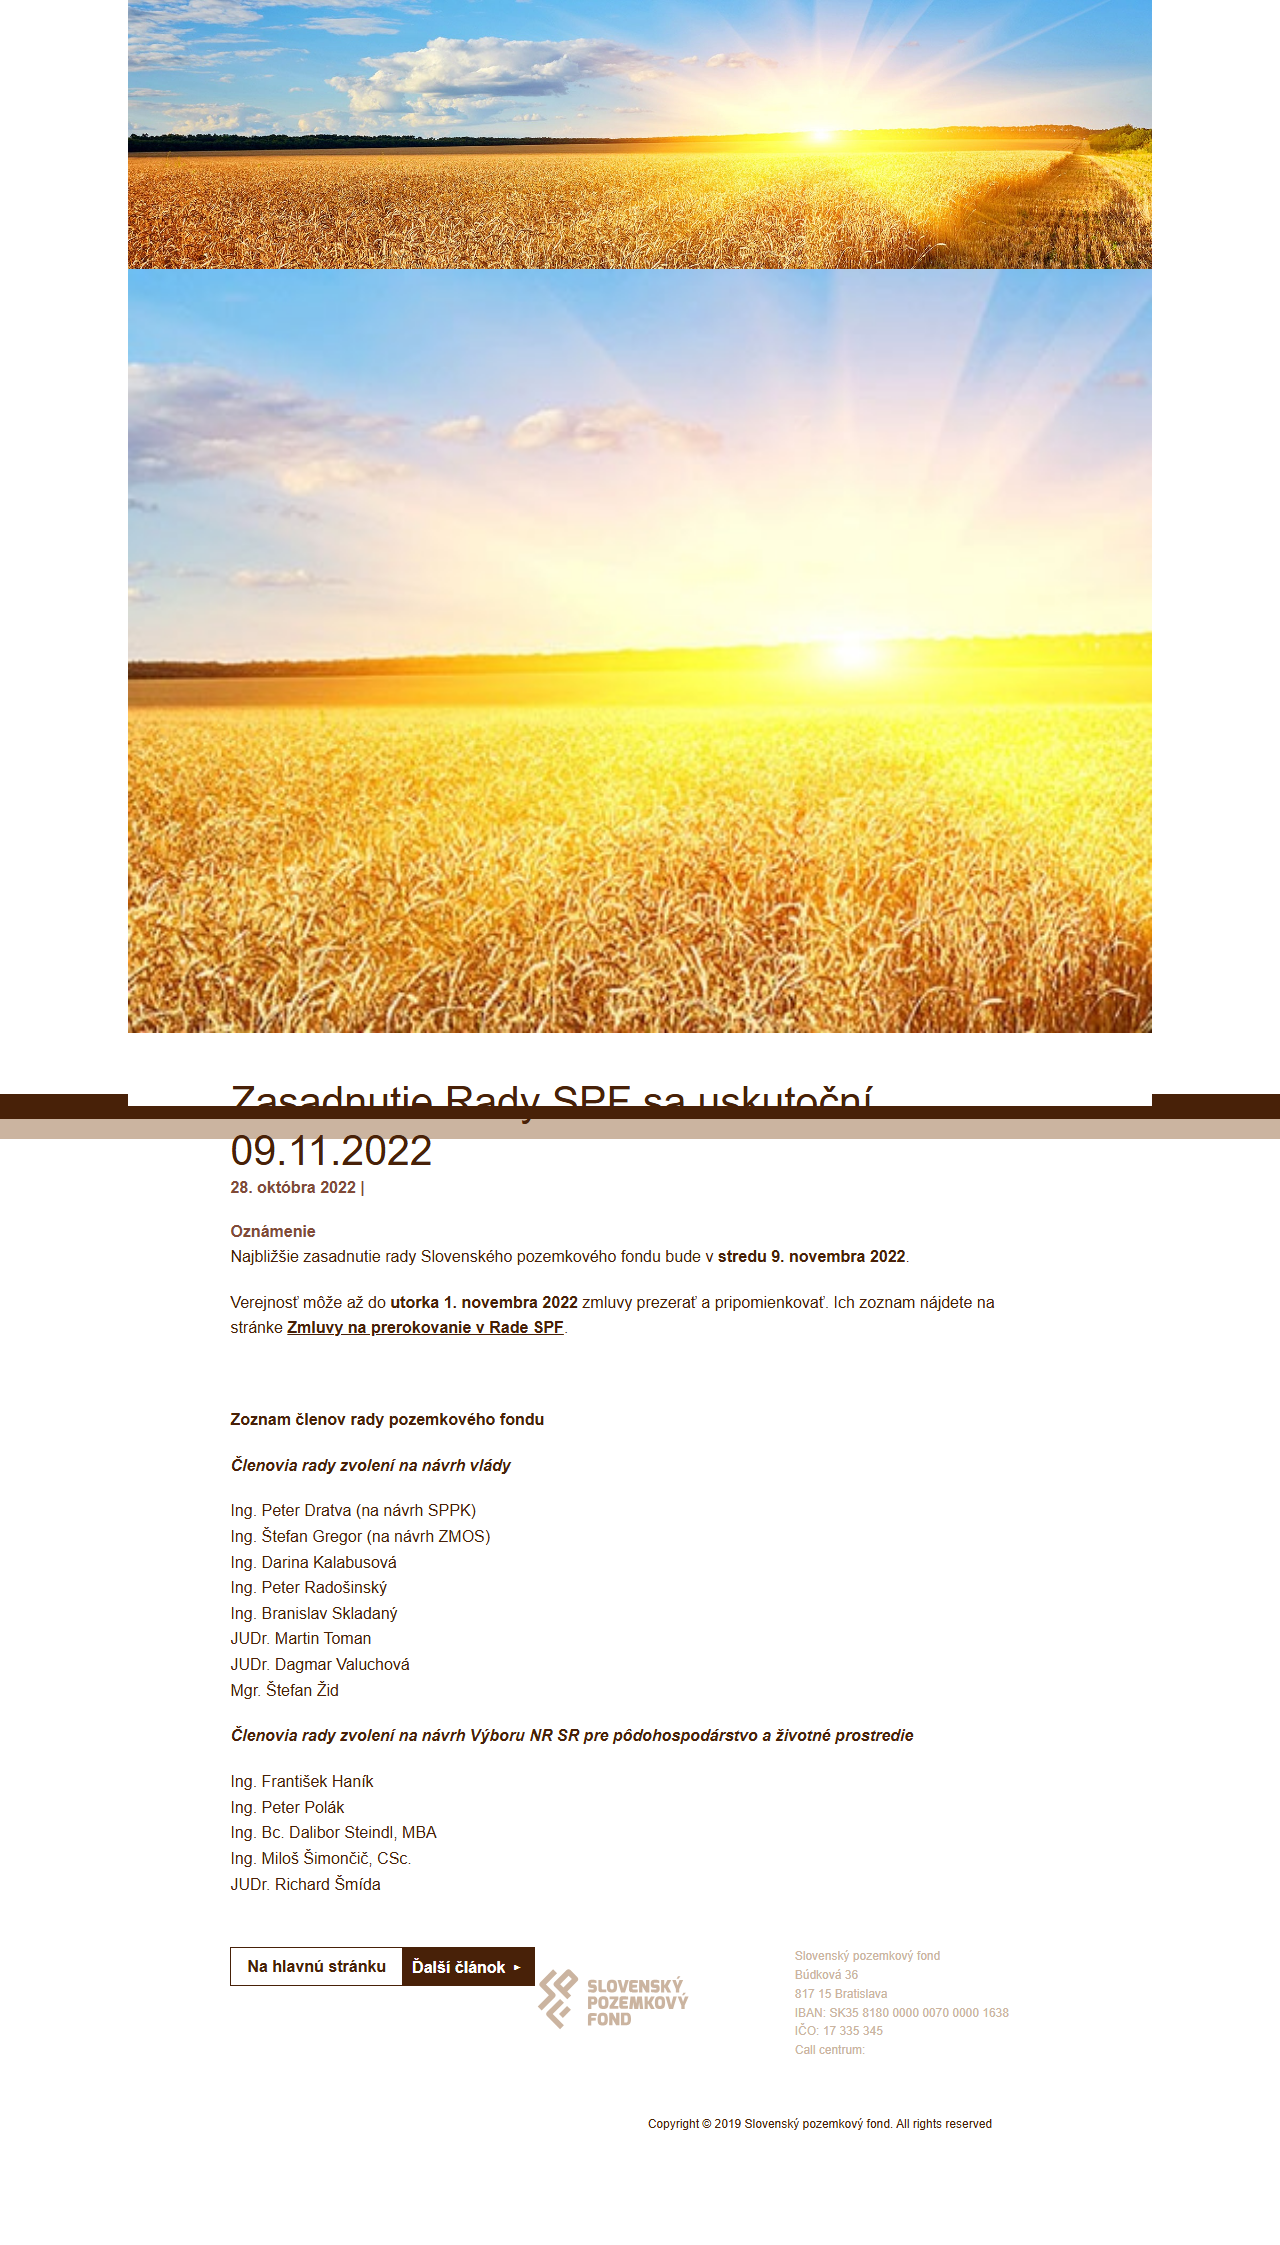 Zasadnutie Rady SPF sa uskutoční
09.11.2022
28. októbra 2022 |
Oznámenie
Najbližšie zasadnutie rady Slovenského pozemkového fondu bude v stredu 9. novembra 2022.
Verejnosť môže až do utorka 1. novembra 2022 zmluvy prezerať a pripomienkovať. Ich zoznam nájdete na
stránke Zmluvy na prerokovanie v Rade SPF.
Zoznam členov rady pozemkového fondu
Členovia rady zvolení na návrh vlády
Ing. Peter Dratva (na návrh SPPK)
Ing. Štefan Gregor (na návrh ZMOS)
Ing. Darina Kalabusová
Ing. Peter Radošinský
Ing. Branislav Skladaný
JUDr. Martin Toman
JUDr. Dagmar Valuchová
Mgr. Štefan Žid
Členovia rady zvolení na návrh Výboru NR SR pre pôdohospodárstvo a životné prostredie
Ing. František Haník
Ing. Peter Polák
Ing. Bc. Dalibor Steindl, MBA
Ing. Miloš Šimončič, CSc.
JUDr. Richard Šmída
Na hlavnú stránku
Ďalší článok ►
SLOVENSKÝ
POZEMKOVÝ
FOND
Slovenský pozemkový fond
Búdková 36
817 15 Bratislava
IBAN: SK35 8180 0000 0070 0000 1638
IČO: 17 335 345
Call centrum:
Copyright © 2019 Slovenský pozemkový fond. All rights reserved